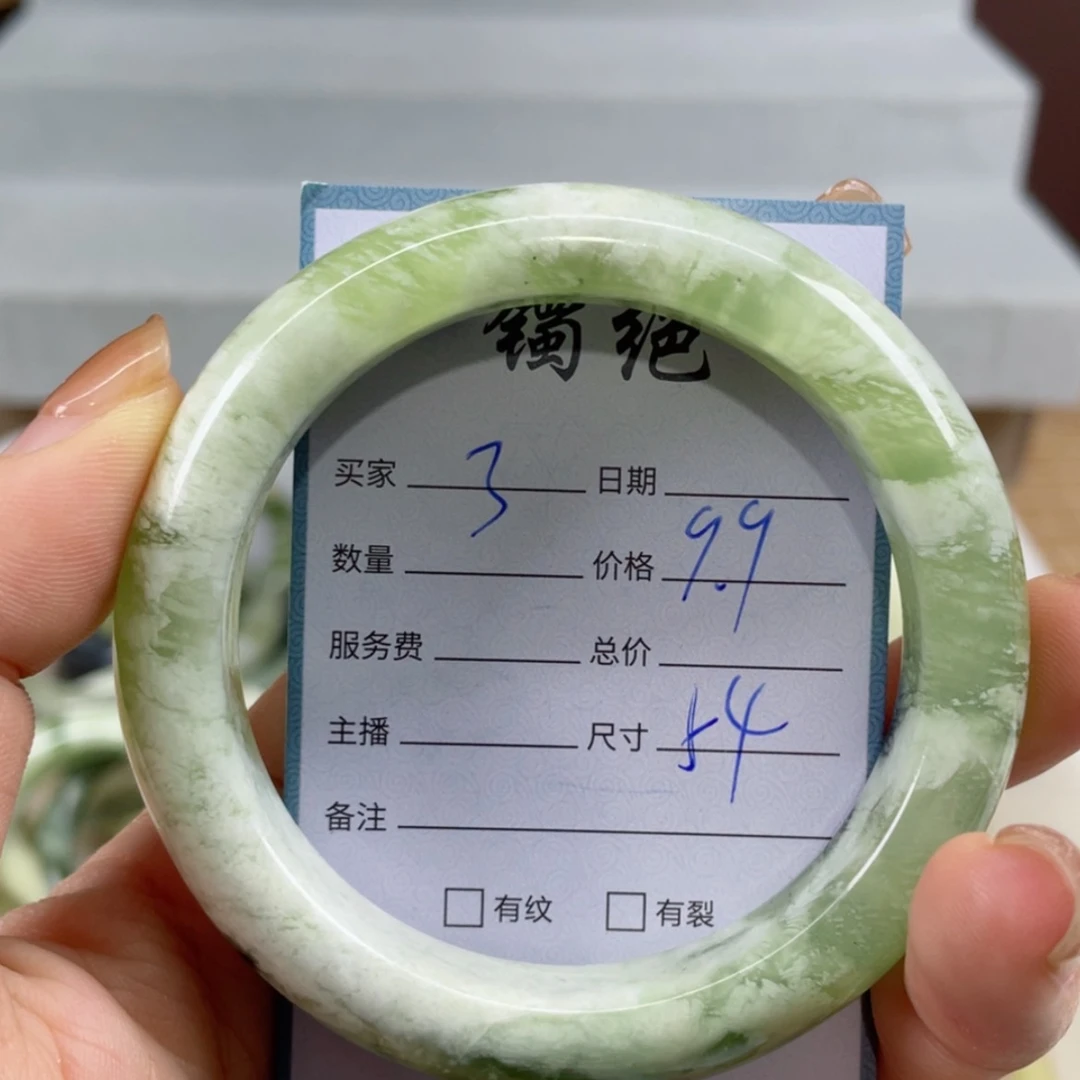 镯绝
买家 3 日期
数量 价格 9.9
服务费 总价
主播 尺寸 54
备注
有纹 有裂